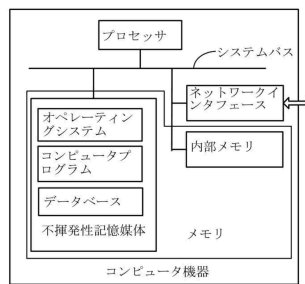 プロセッサ
システムバス
ネットワークイ
ンタフェース
オペレーティン
グシステム
コンピュータプ
ログラム
内部メモリ
データベース
不揮発性記憶媒体
メモリ
コンピュータ機器